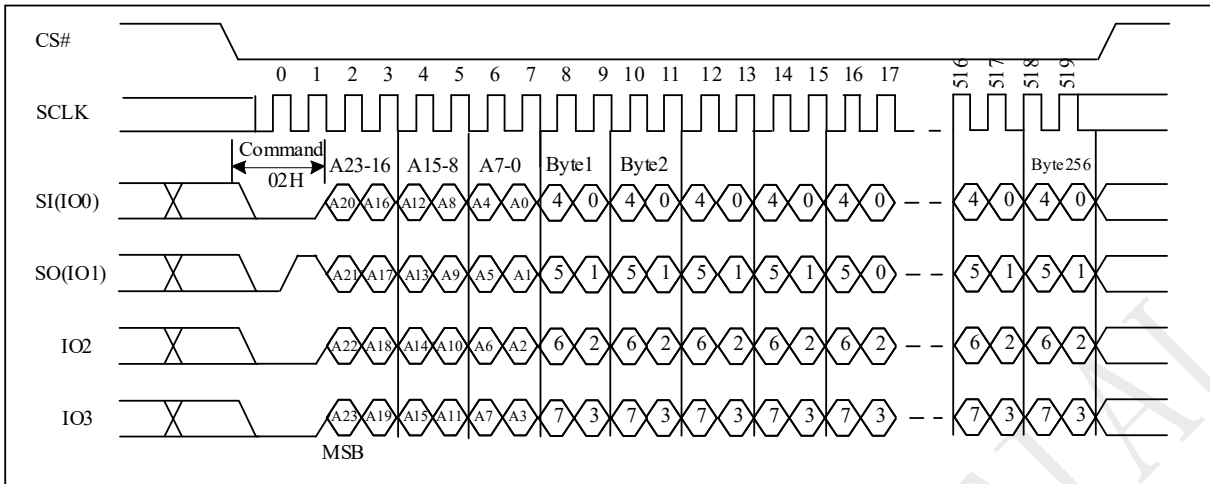 CS#
0 1 2 3 4 5 6 7 8 9 10 11 12 13 14 15 16 17 516 517 518 519
SCLK
Command
02H
A23-16 A15-8 A7-0 Byte1 Byte2 Byte256
SI(IO0) A20 A16 A12 A8 A4 A0 4 0 4 0 4 0 4 0 4 0 4 0 4 0
SO(IO1) A21 A17 A13 A9 A5 A1 5 1 5 1 5 1 5 1 5 0 5 1 5 1
IO2 A22 A18 A14 A10 A6 A2 6 2 6 2 6 2 6 2 6 2 6 2 6 2
IO3 A23 A19 A15 A11 A7 A3 7 3 7 3 7 3 7 3 7 3 7 3 7 3
MSB